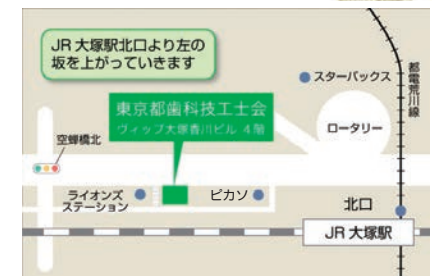 JR 大塚駅北口より左の
坂を上がっていきます
スターバックス
都電荒川線
東京都歯科技工士会
ヴィップ大塚香川ビル 4階
ロータリー
空蝉橋北
ライオンズ
ステーション
ピカソ
北口
JR 大塚駅